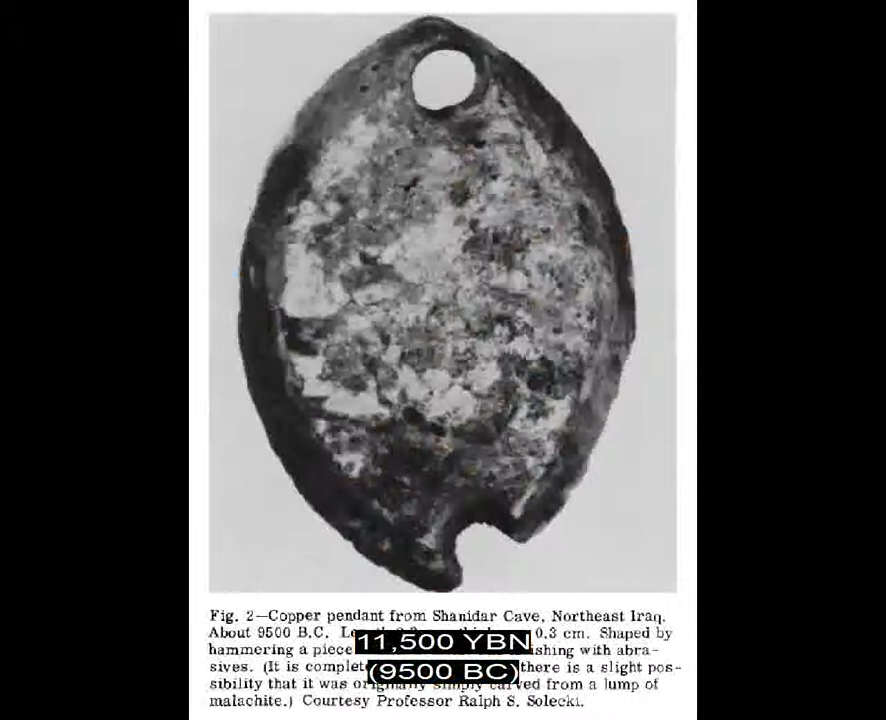 Fig. 2—Copper pendant from Shanidar Cave, Northeast Iraq.
About 9500 B.C. 0.3 cm. Shaped by
11,500 YBN
hammering a piece ishing with abra-
sives. (It is complet there is a slight pos-
(9500 BC)
sibility that it was originally simply carved from a lump of
malachite.) Courtesy Professor Ralph S. Solecki.